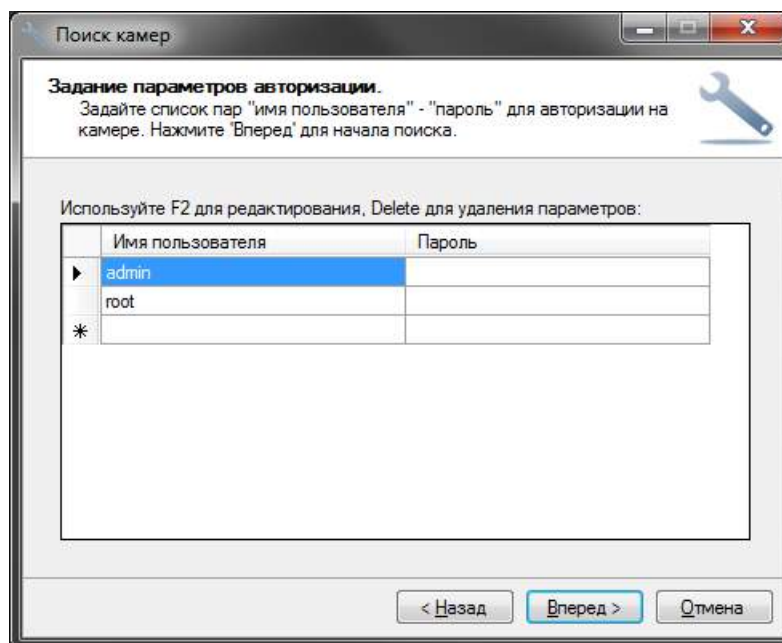 Поиск камер
Задание параметров авторизации.
Задайте список пар "имя пользователя" - "пароль" для авторизации на
камере. Нажмите 'Вперед' для начала поиска.
Используйте F2 для редактирования, Delete для удаления параметров:
Имя пользователя Пароль
admin
root
< Назад Вперед > Отмена